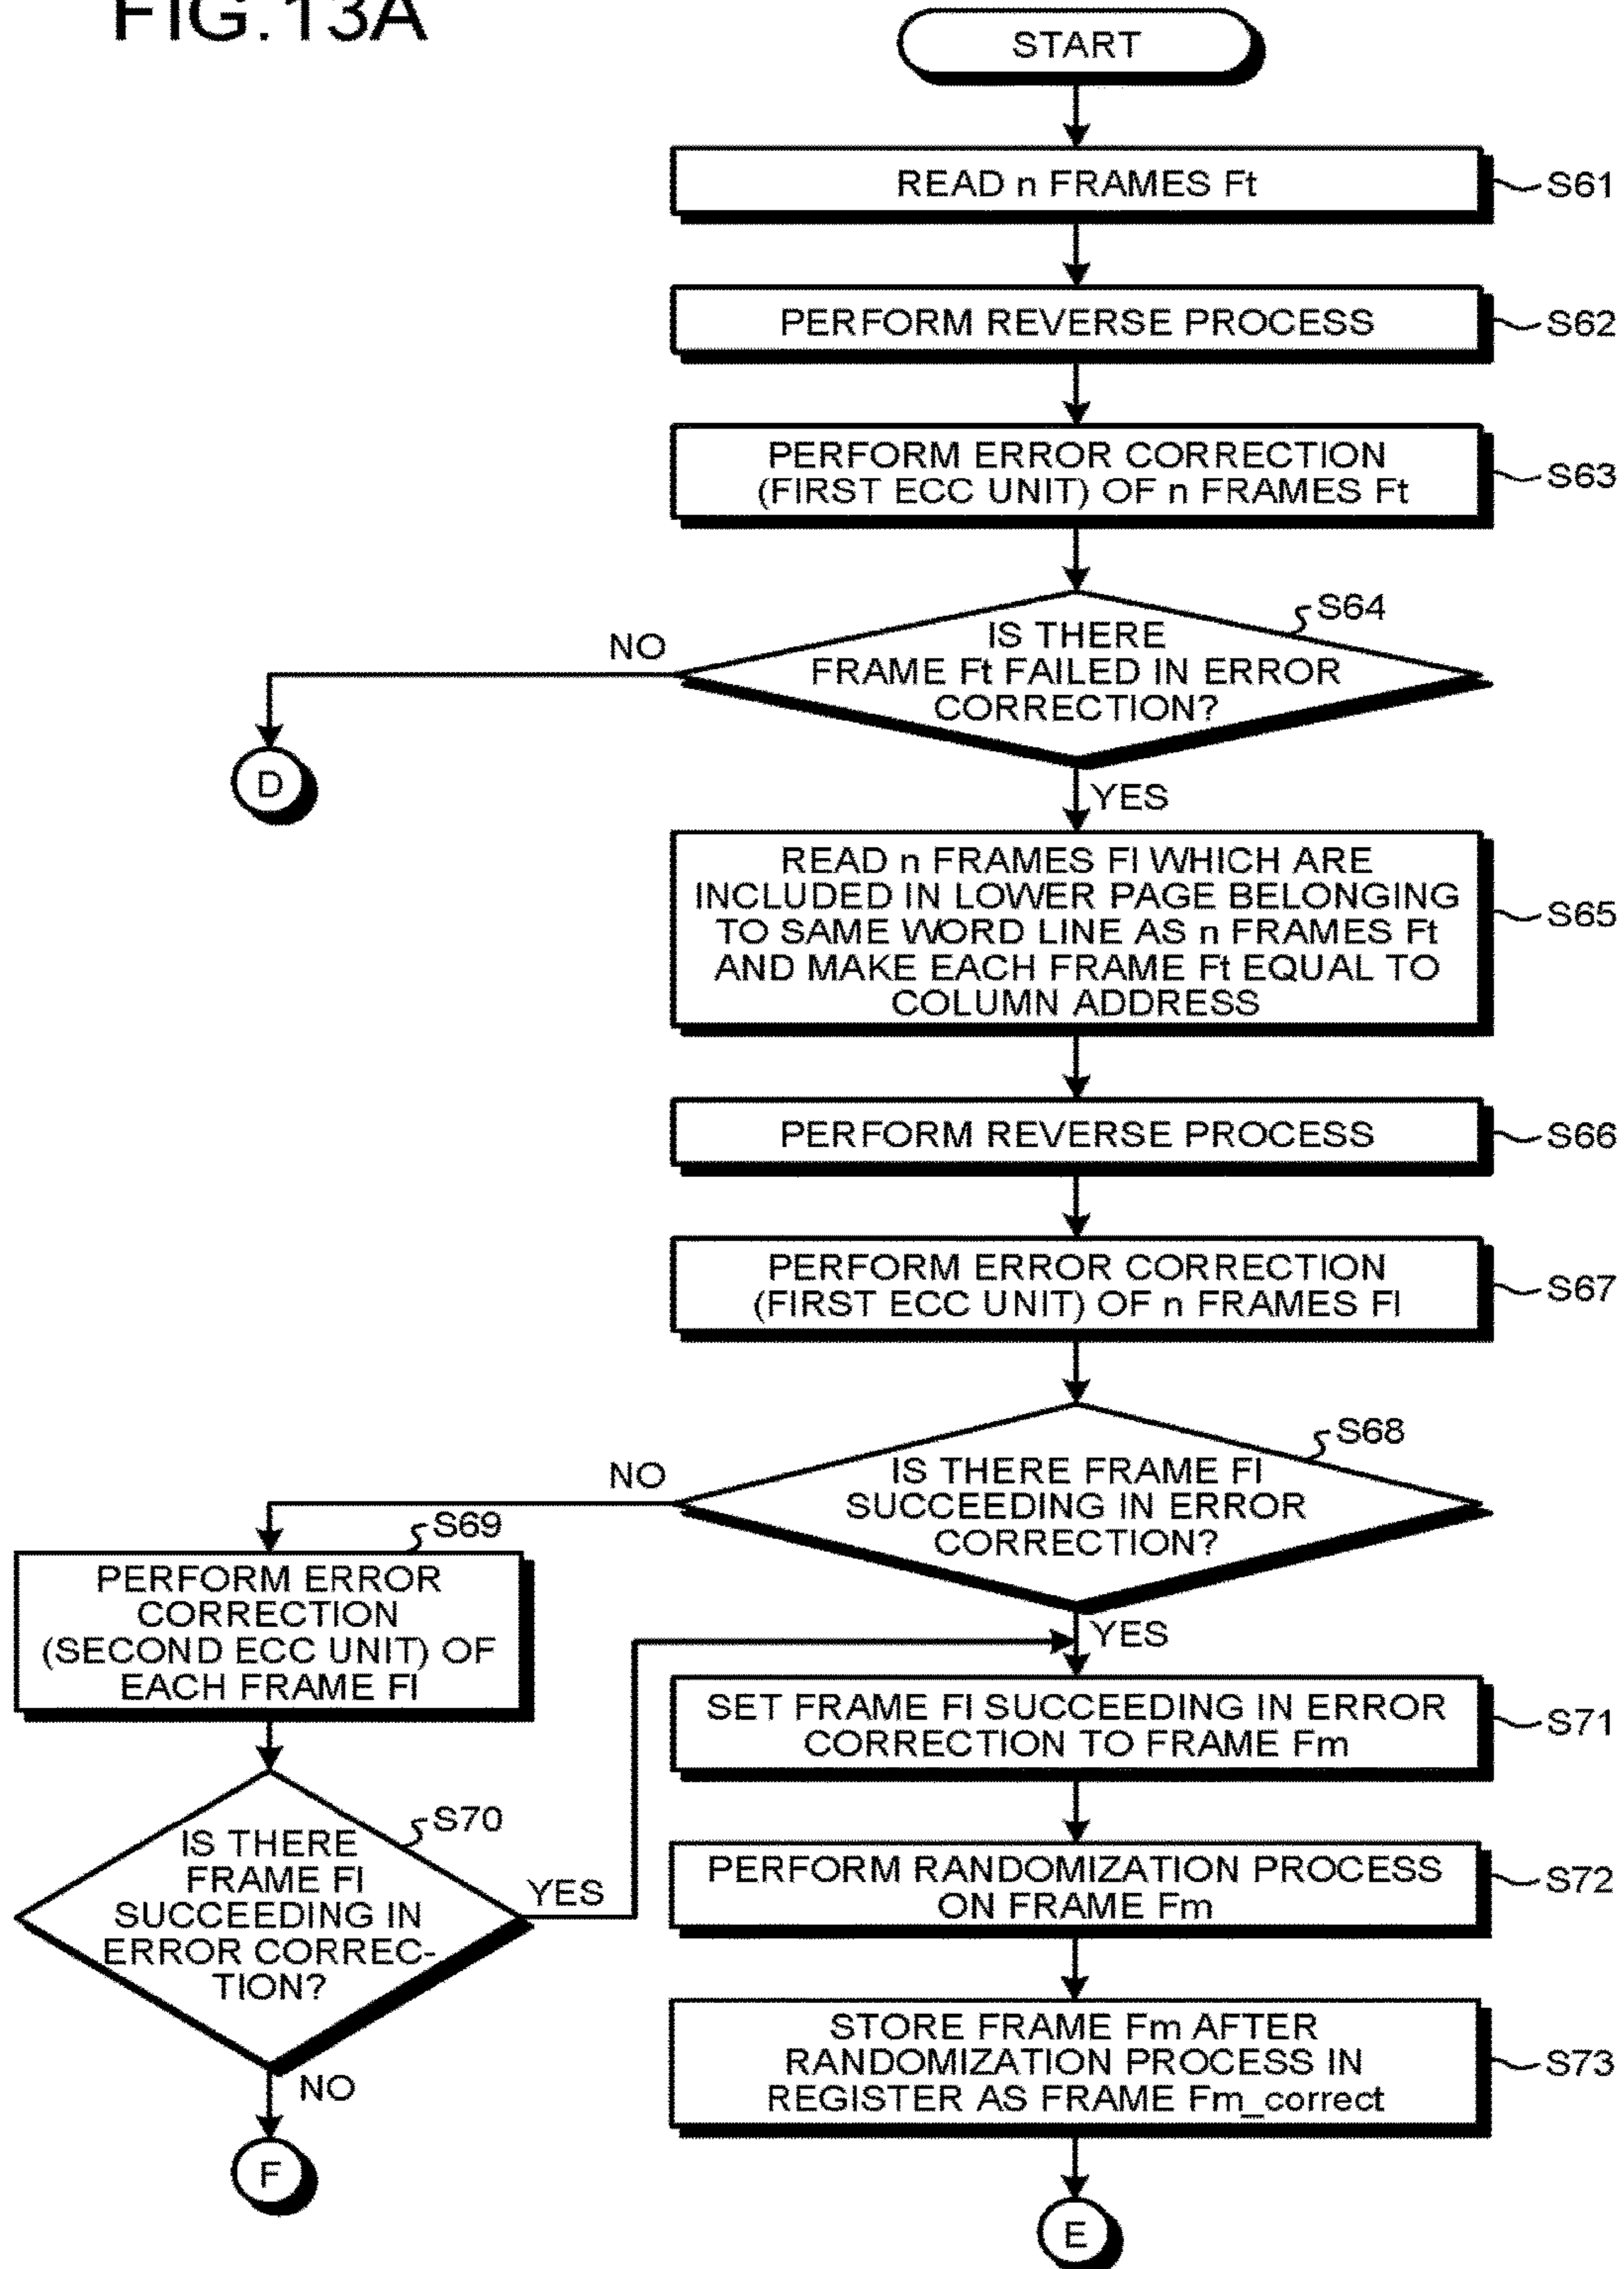 FIG.13A
START
READ n FRAMES Ft
S61
PERFORM REVERSE PROCESS
S62
PERFORM ERROR CORRECTION
(FIRST ECC UNIT) OF n FRAMES Ft
S63
S64
IS THERE
FRAME Ft FAILED IN ERROR
CORRECTION?
NO
D
YES
READ n FRAMES Fl WHICH ARE
INCLUDED IN LOWER PAGE BELONGING
TO SAME WORD LINE AS n FRAMES Ft
AND MAKE EACH FRAME Ft EQUAL TO
COLUMN ADDRESS
S65
PERFORM REVERSE PROCESS
S66
PERFORM ERROR CORRECTION
(FIRST ECC UNIT) OF n FRAMES Fl
S67
S68
IS THERE FRAME Fl
SUCCEEDING IN ERROR
CORRECTION?
NO
YES
S69
PERFORM ERROR
CORRECTION
(SECOND ECC UNIT) OF
EACH FRAME Fl
S70
IS THERE
FRAME Fl
SUCCEEDING IN
ERROR CORREC-
TION?
YES
NO
F
SET FRAME Fl SUCCEEDING IN ERROR
CORRECTION TO FRAME Fm
S71
PERFORM RANDOMIZATION PROCESS
ON FRAME Fm
S72
STORE FRAME Fm AFTER
RANDOMIZATION PROCESS IN
REGISTER AS FRAME Fm_correct
S73
E